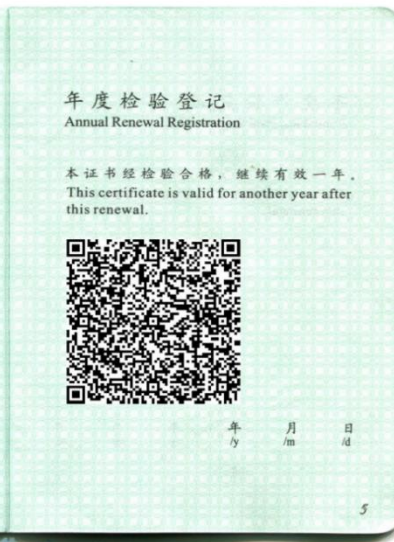 年度检验登记
Annual Renewal Registration
本证书经检验合格，继续有效一年。
This certificate is valid for another year after
this renewal.
年 月 日
/y /m /d
5